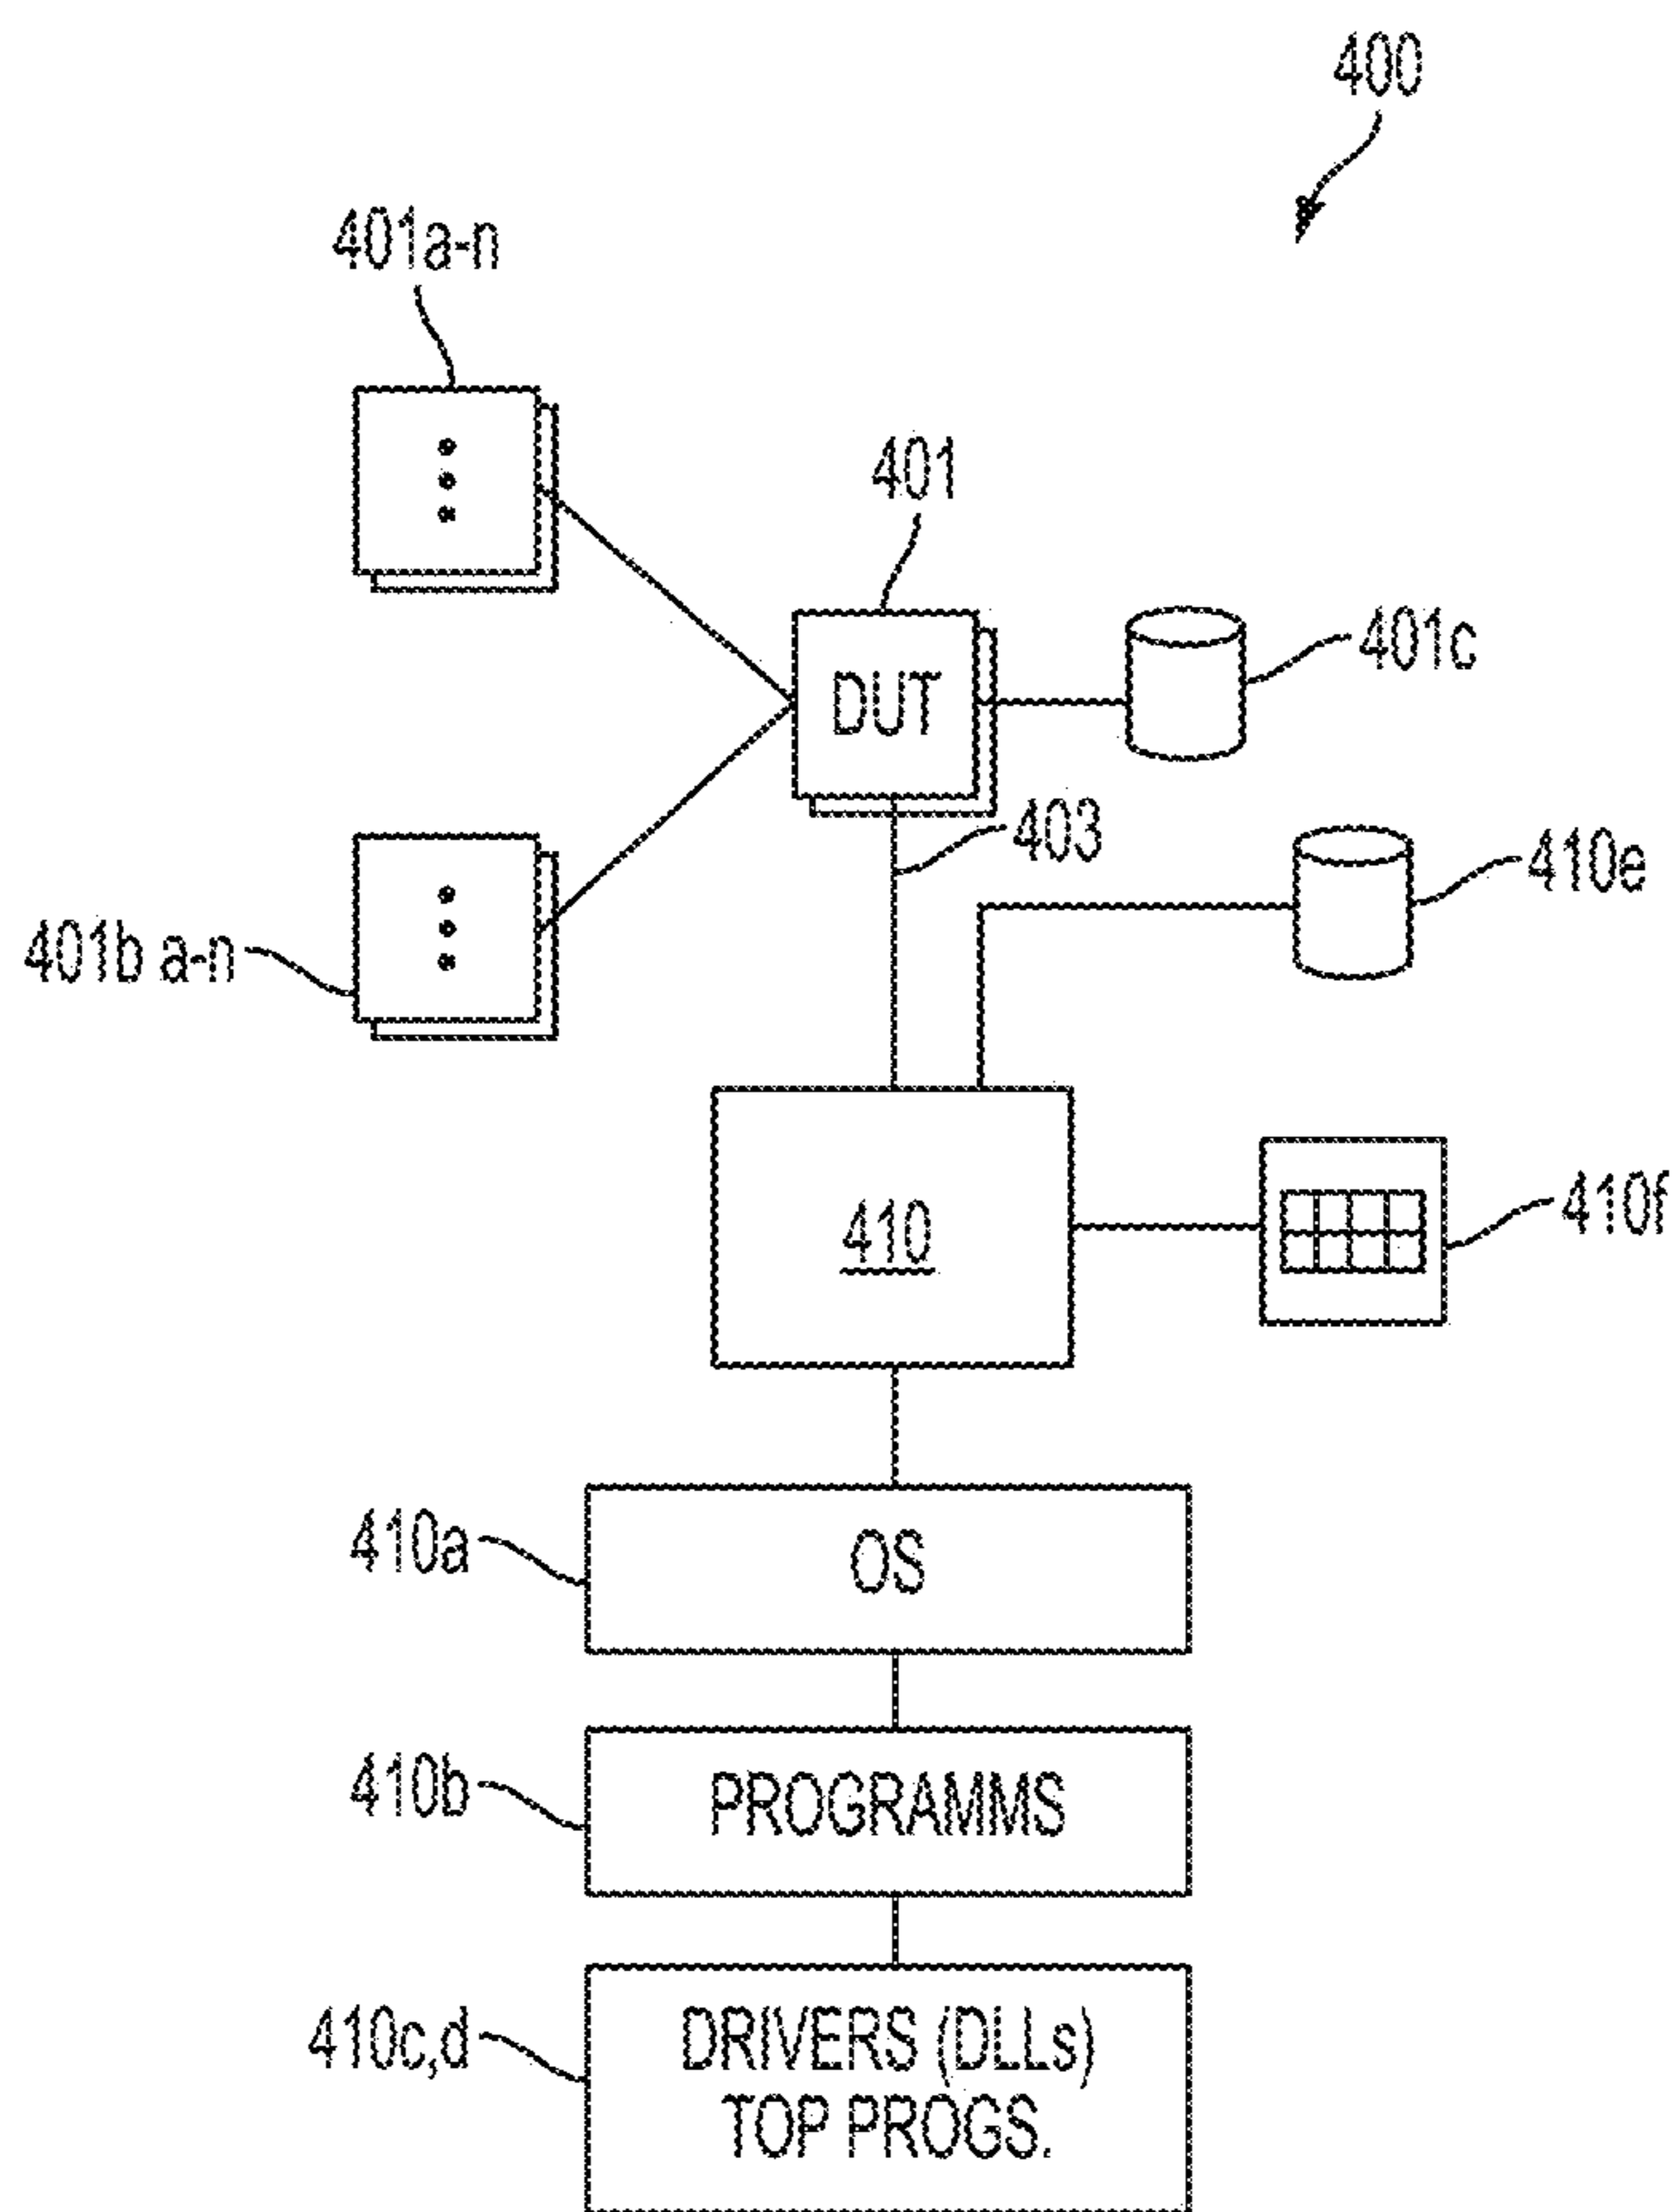 400
401a-n
401
DUT
401c
403
410e
401b a-n
410
410f
410a
OS
410b
PROGRAMMS
410c,d
DRIVERS (DLLs)
TOP PROGS.